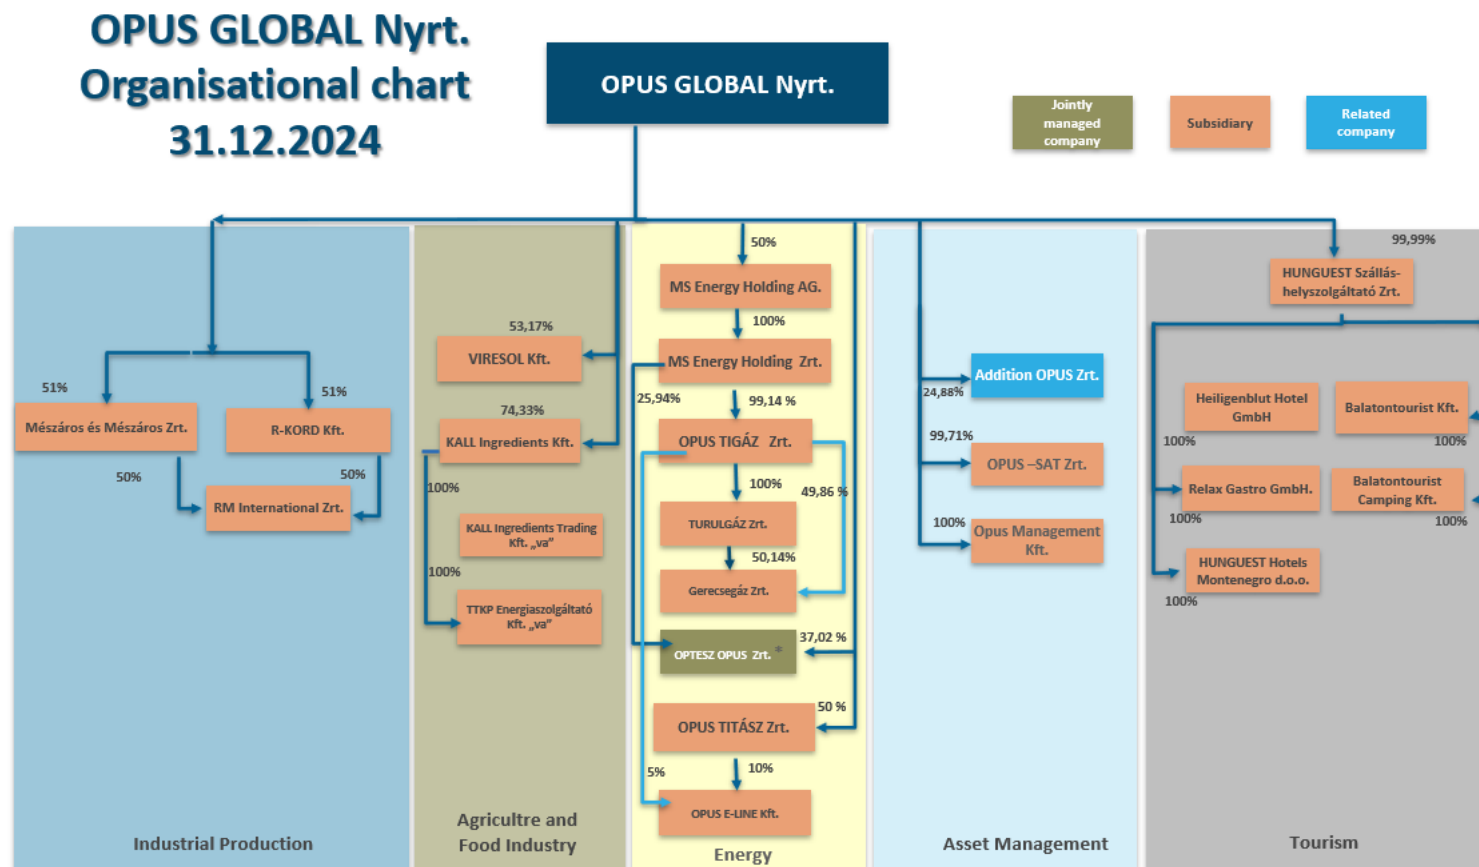 OPUS GLOBAL Nyrt.
Organisational chart
31.12.2024
OPUS GLOBAL Nyrt.
Jointly
managed
company
Subsidiary
Related
company
51%
51%
Mészáros és Mészáros Zrt.
R-KORD Kft.
50%
50%
RM International Zrt.
Industrial Production
53,17%
VIRESOL Kft.
74,33%
KALL Ingredients Kft.
100%
KALL Ingredients Trading
Kft. „va”
100%
TTKP Energiaszolgáltató
Kft. „va”
Agricultre and
Food Industry
50%
MS Energy Holding AG.
100%
MS Energy Holding Zrt.
25,94%
99,14 %
OPUS TIGÁZ Zrt.
100%
49,86 %
TURULGÁZ Zrt.
50,14%
Gerecsegáz Zrt.
37,02 %
OPTESZ OPUS Zrt. *
50 %
OPUS TITÁSZ Zrt.
5%
10%
OPUS E-LINE Kft.
Energy
Addition OPUS Zrt.
24,88%
99,71%
OPUS –SAT Zrt.
100%
Opus Management
Kft.
Asset Management
99,99%
HUNGUEST Szállás-
helyszolgáltató Zrt.
Heiligenblut Hotel
GmbH
100%
Balatontourist Kft.
100%
Relax Gastro GmbH.
100%
Balatontourist
Camping Kft.
100%
HUNGUEST Hotels
Montenegro d.o.o.
100%
Tourism